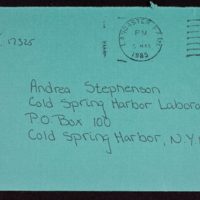 17325
PM
1983
Andrea Stephenson
Cold Spring Harbor Labora
P.O. Box 100
Cold Spring Harbor, N.Y.